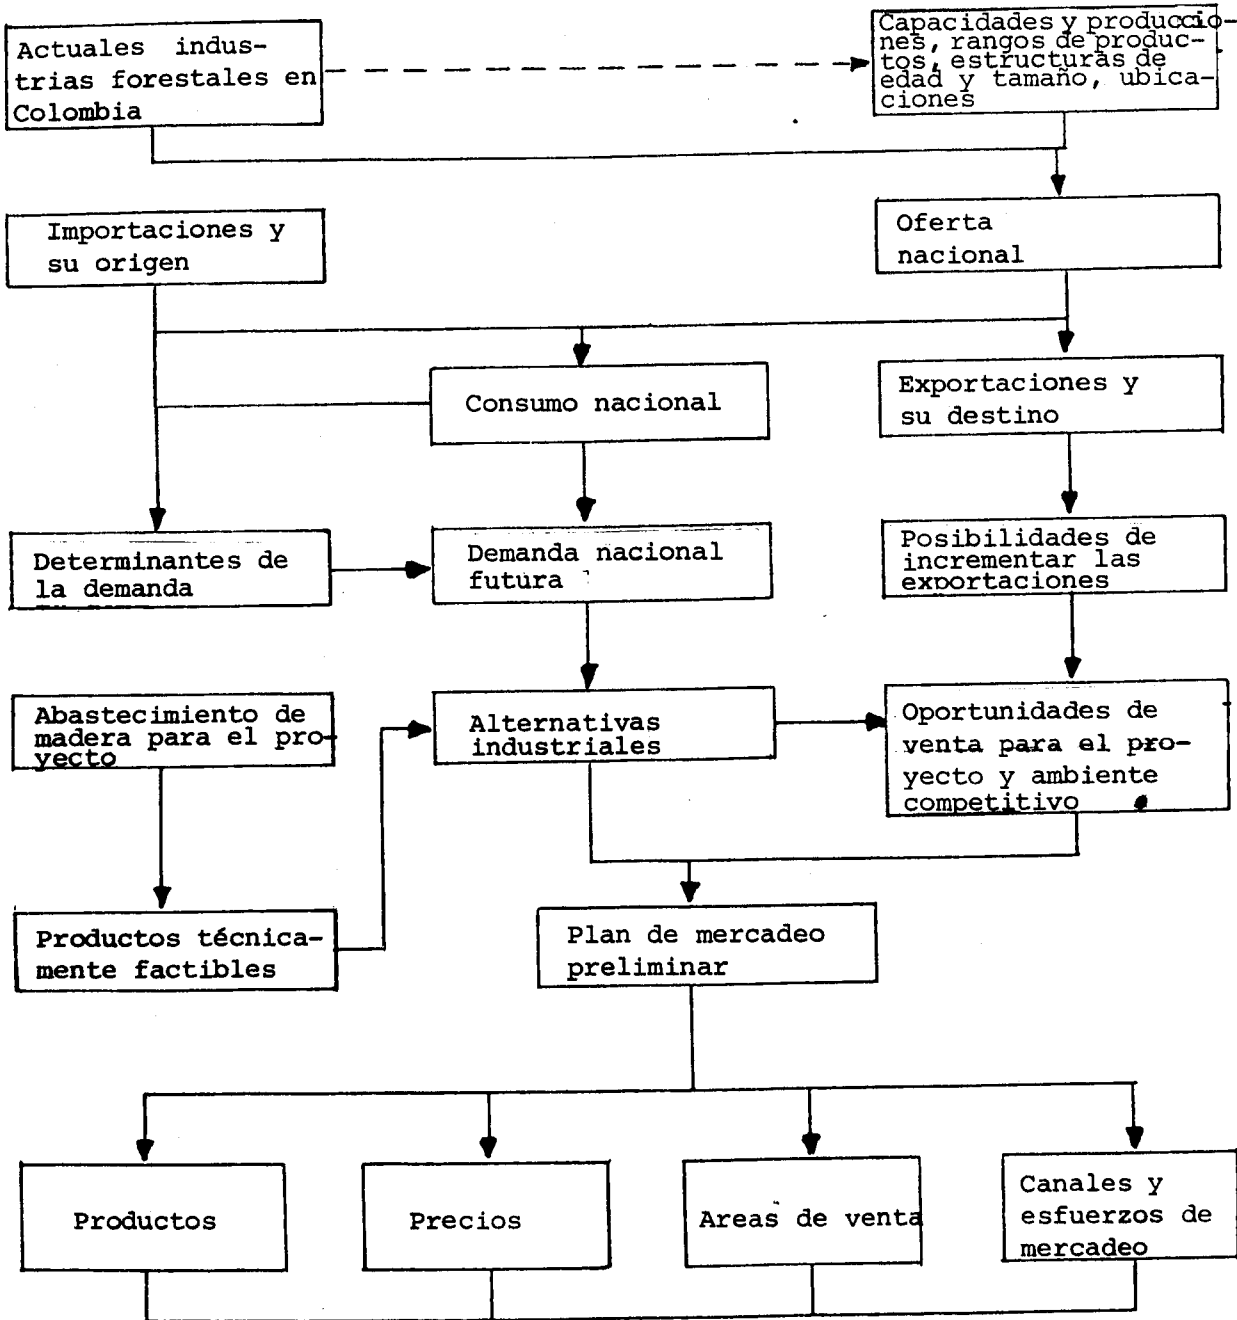 Actuales indus-
trias forestales en
Colombia
Capacidades y produccio-
nes, rangos de produc-
tos, estructuras de
edad y tamaño, ubica-
ciones
Importaciones y
su origen
Oferta
nacional
Consumo nacional
Exportaciones y
su destino
Determinantes de
la demanda
Demanda nacional
futura
Posibilidades de
incrementar las
exportaciones
Abastecimiento de
madera para el pro-
yecto
Alternativas
industriales
Oportunidades de
venta para el pro-
yecto y ambiente
competitivo
Productos técnica-
mente factibles
Plan de mercadeo
preliminar
Productos
Precios
Areas de venta
Canales y
esfuerzos de
mercadeo